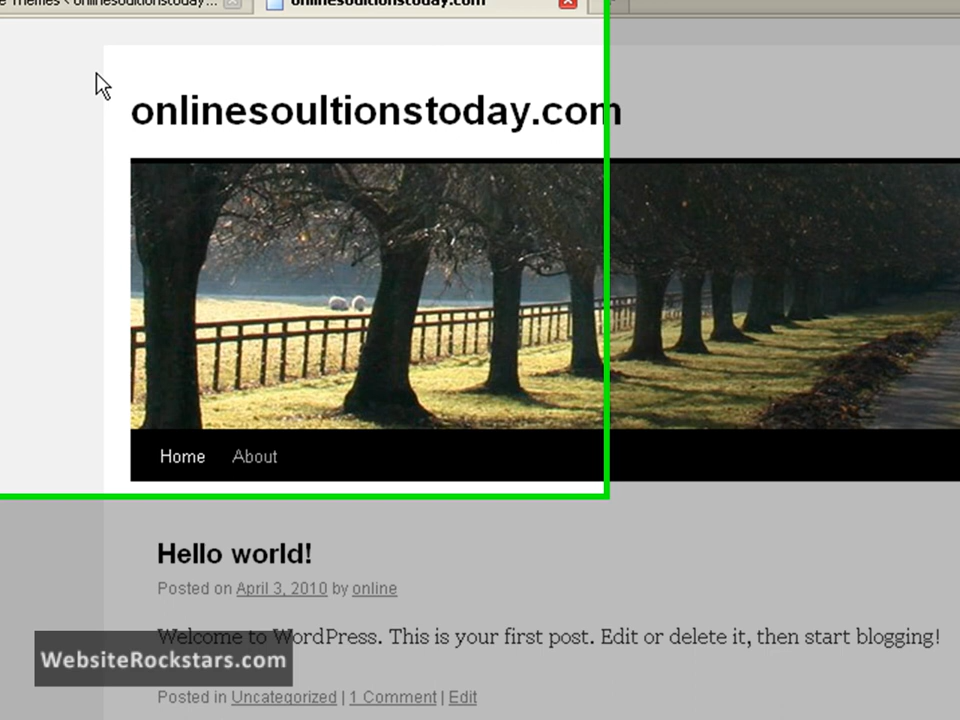 e Themes ‹ onlinesoultionstoday... onlinesoultionstoday.com
onlinesoultionstoday.com
Home About
Hello world!
Posted on April 3, 2010 by online
Welcome to WordPress. This is your first post. Edit or delete it, then start blogging!
WebsiteRockstars.com
Posted in Uncategorized | 1 Comment | Edit